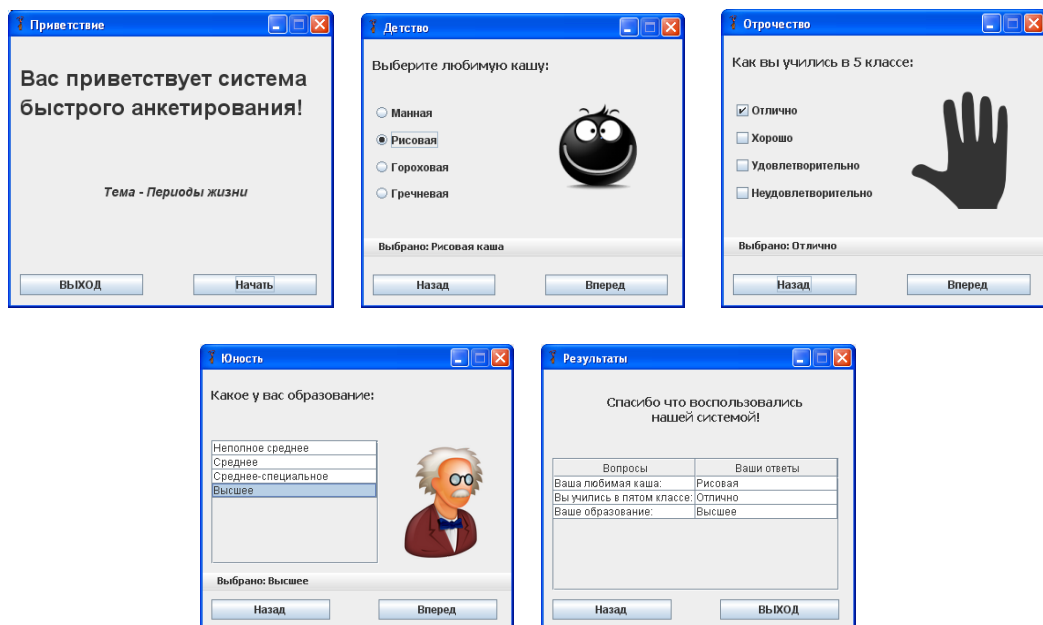 Приветствие
Вас приветствует система
быстрого анкетирования!
Тема - Периоды жизни
ВЫХОД
Начать
Детство
Выберите любимую кашу:
Манная
Рисовая
Гороховая
Гречневая
Выбрано: Рисовая каша
Назад
Вперед
Отрочество
Как вы учились в 5 классе:
Отлично
Хорошо
Удовлетворительно
Неудовлетворительно
Выбрано: Отлично
Назад
Вперед
Юность
Какое у вас образование:
Неполное среднее
Среднее
Среднее-специальное
Высшее
Выбрано: Высшее
Назад
Вперед
Результаты
Спасибо что воспользовались
нашей системой!
Вопросы Ваши ответы
Ваша любимая каша: Рисовая
Вы учились в пятом классе: Отлично
Ваше образование: Высшее
Назад
ВЫХОД